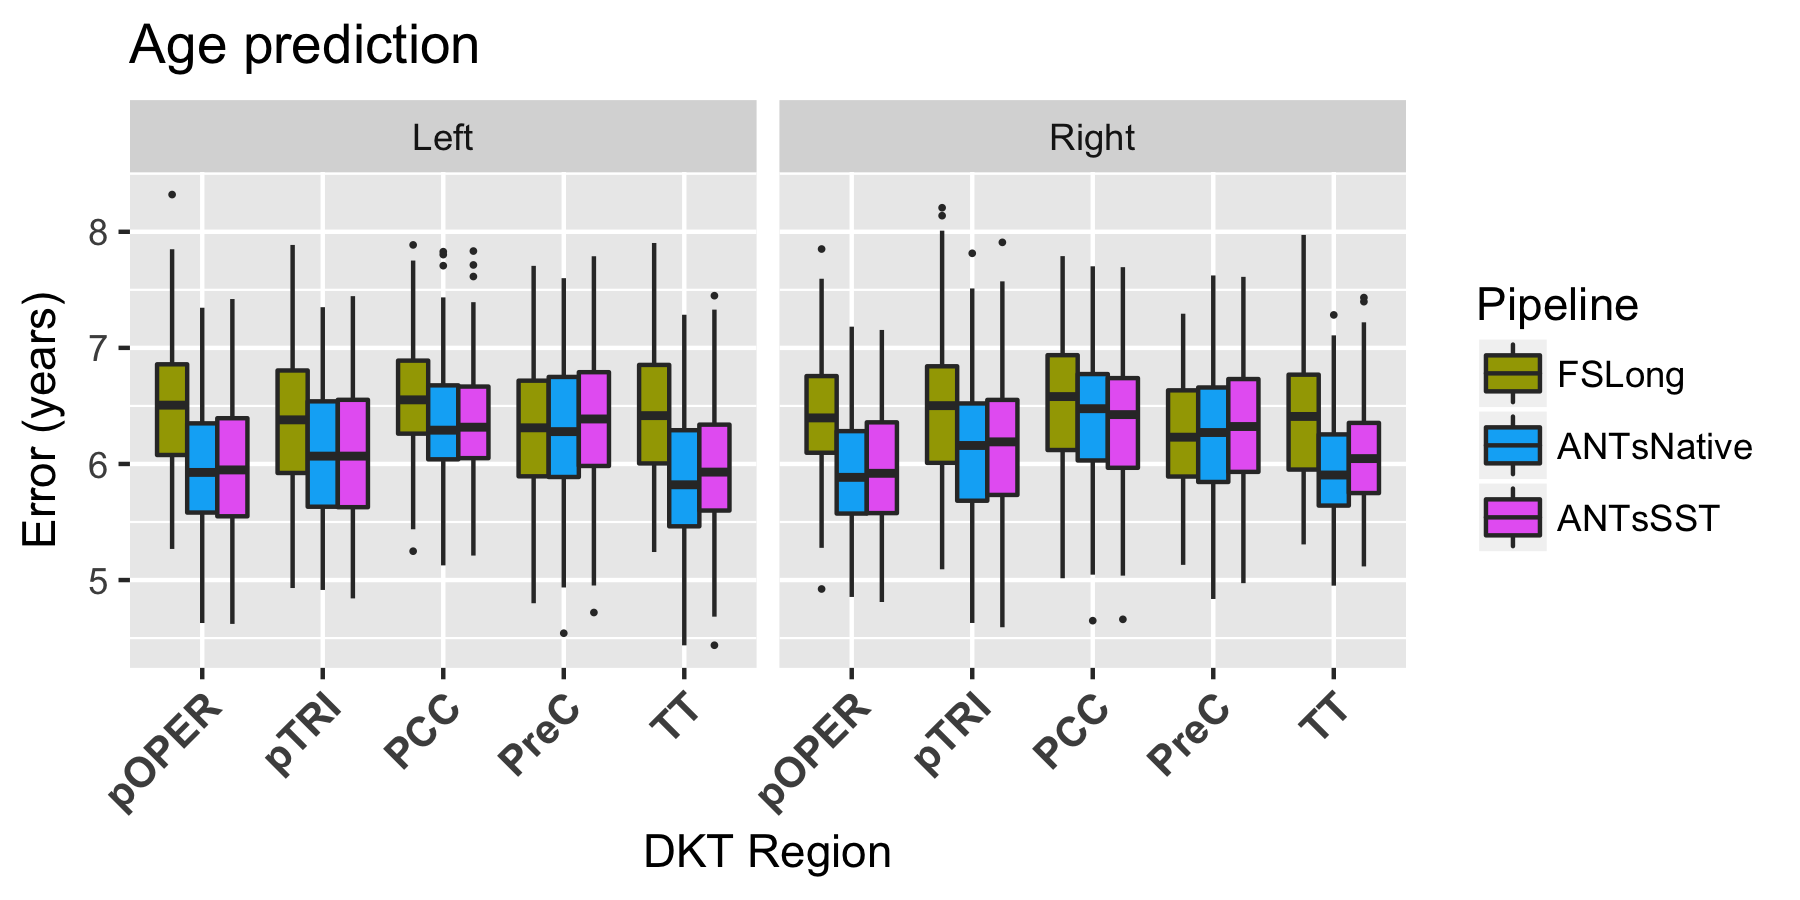 Age prediction
Left
Right
8
7
6
5
Error (years)
pOPER
pTRI
PCC
PreC
TT
pOPER
pTRI
PCC
PreC
TT
DKT Region
Pipeline
FSLong
ANTsNative
ANTsSST